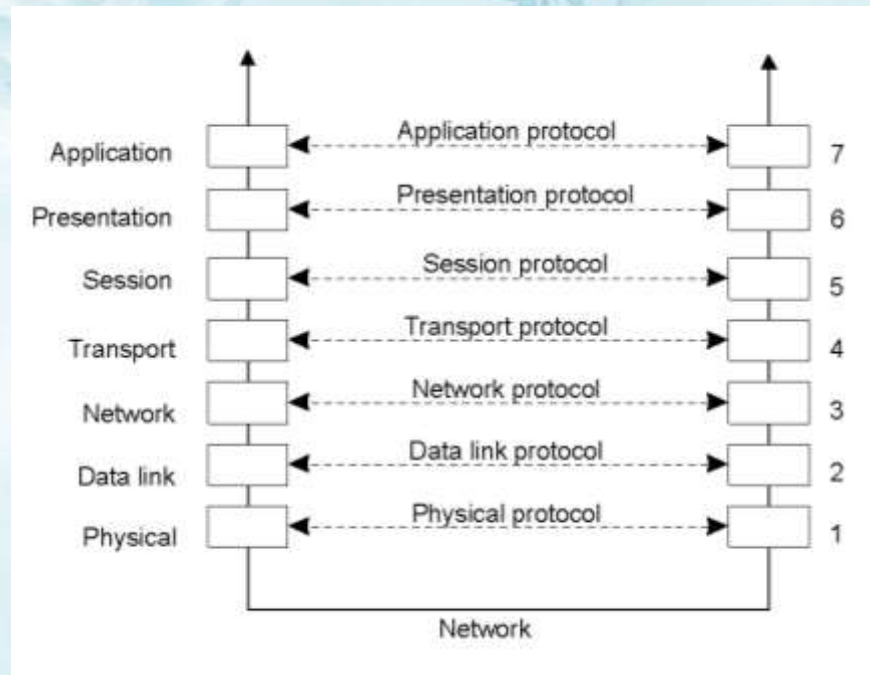 Application protocol
Application 7
Presentation protocol
Presentation 6
Session protocol
Session 5
Transport protocol
Transport 4
Network protocol
Network 3
Data link protocol
Data link 2
Physical protocol
Physical 1
Network